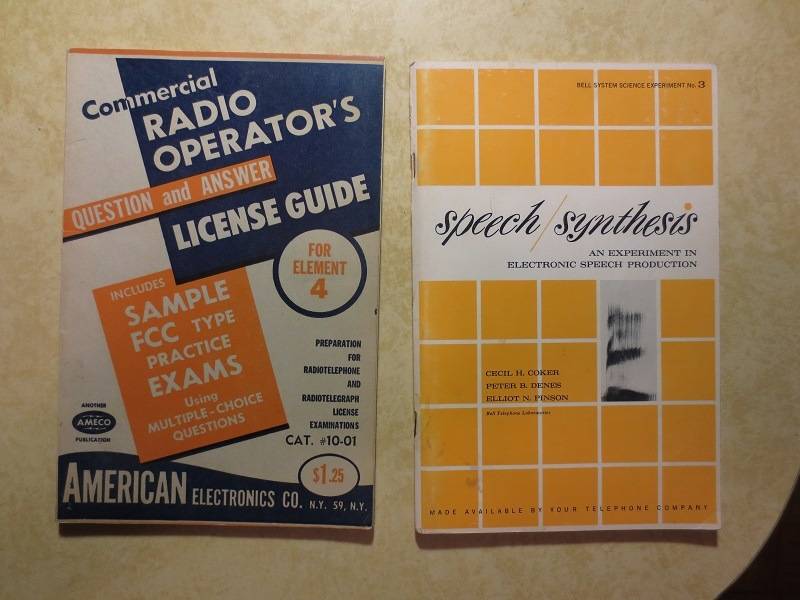 Commercial
RADIO
OPERATOR'S
QUESTION and ANSWER
LICENSE GUIDE
FOR
ELEMENT
4
INCLUDES
SAMPLE
FCC TYPE
PRACTICE
EXAMS
Using
MULTIPLE-CHOICE
QUESTIONS
PREPARATION
FOR
RADIOTELEPHONE
AND
RADIOTELEGRAPH
LICENSE
EXAMINATIONS
CAT. #10-01
ANOTHER
AMECO
PUBLICATION
$1.25
AMERICAN ELECTRONICS CO. N.Y. 59, N.Y.
BELL SYSTEM SCIENCE EXPERIMENT No. 3
speech/synthesis
AN EXPERIMENT IN
ELECTRONIC SPEECH PRODUCTION
CECIL H. COKER
PETER B. DENES
ELLIOT N. PINSON
Bell Telephone Laboratories
MADE AVAILABLE BY YOUR TELEPHONE COMPANY